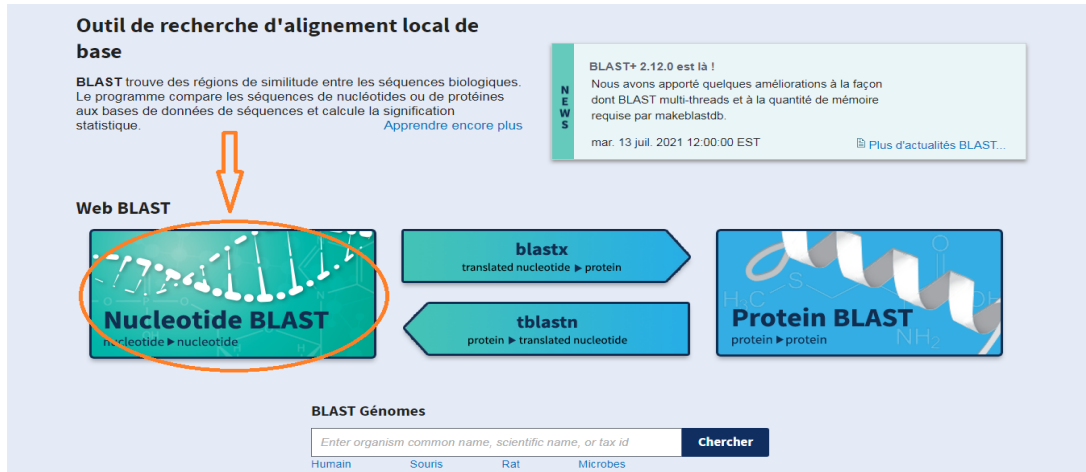 Outil de recherche d'alignement local de
base
BLAST trouve des régions de similitude entre les séquences biologiques.
Le programme compare les séquences de nucléotides ou de protéines
aux bases de données de séquences et calcule la signification
statistique.
Apprendre encore plus
NEWS
BLAST+ 2.12.0 est là !
Nous avons apporté quelques améliorations à la façon
dont BLAST multi-threads et à la quantité de mémoire
requise par makeblastdb.
mar. 13 juil. 2021 12:00:00 EST
Plus d'actualités BLAST...
Web BLAST
Nucleotide BLAST
nucleotide ▶ nucleotide
blastx
translated nucleotide ▶ protein
tblastn
protein ▶ translated nucleotide
Protein BLAST
protein ▶ protein
BLAST Génomes
Enter organism common name, scientific name, or tax id
Chercher
Humain Souris Rat Microbes